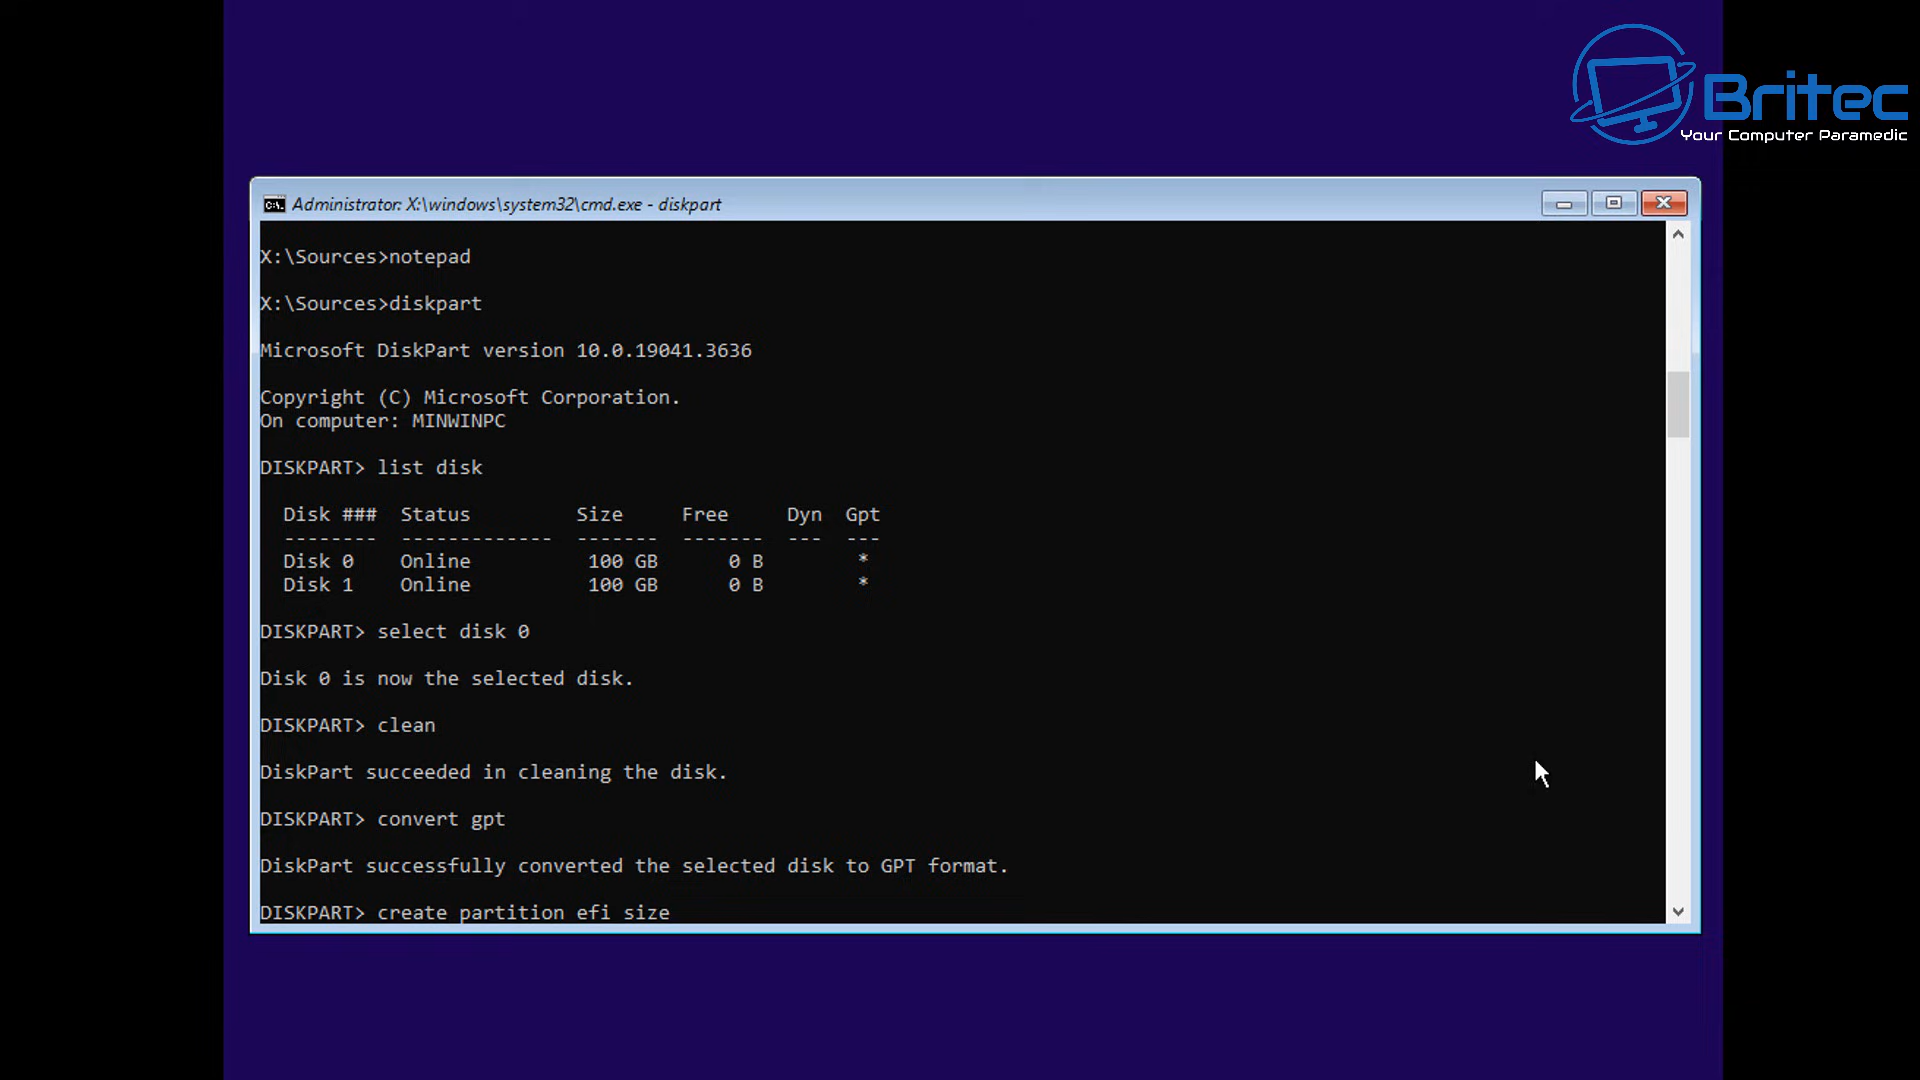 Britec
Your Computer Paramedic
Administrator: X:\windows\system32\cmd.exe - diskpart
X:\Sources>notepad
X:\Sources>diskpart
Microsoft DiskPart version 10.0.19041.3636
Copyright (C) Microsoft Corporation.
On computer: MINWINPC
DISKPART> list disk
Disk ###  Status         Size     Free     Dyn  Gpt
--------  -------------  -------  -------  ---  ---
Disk 0    Online          100 GB      0 B        *
Disk 1    Online          100 GB      0 B        *
DISKPART> select disk 0
Disk 0 is now the selected disk.
DISKPART> clean
DiskPart succeeded in cleaning the disk.
DISKPART> convert gpt
DiskPart successfully converted the selected disk to GPT format.
DISKPART> create partition efi size